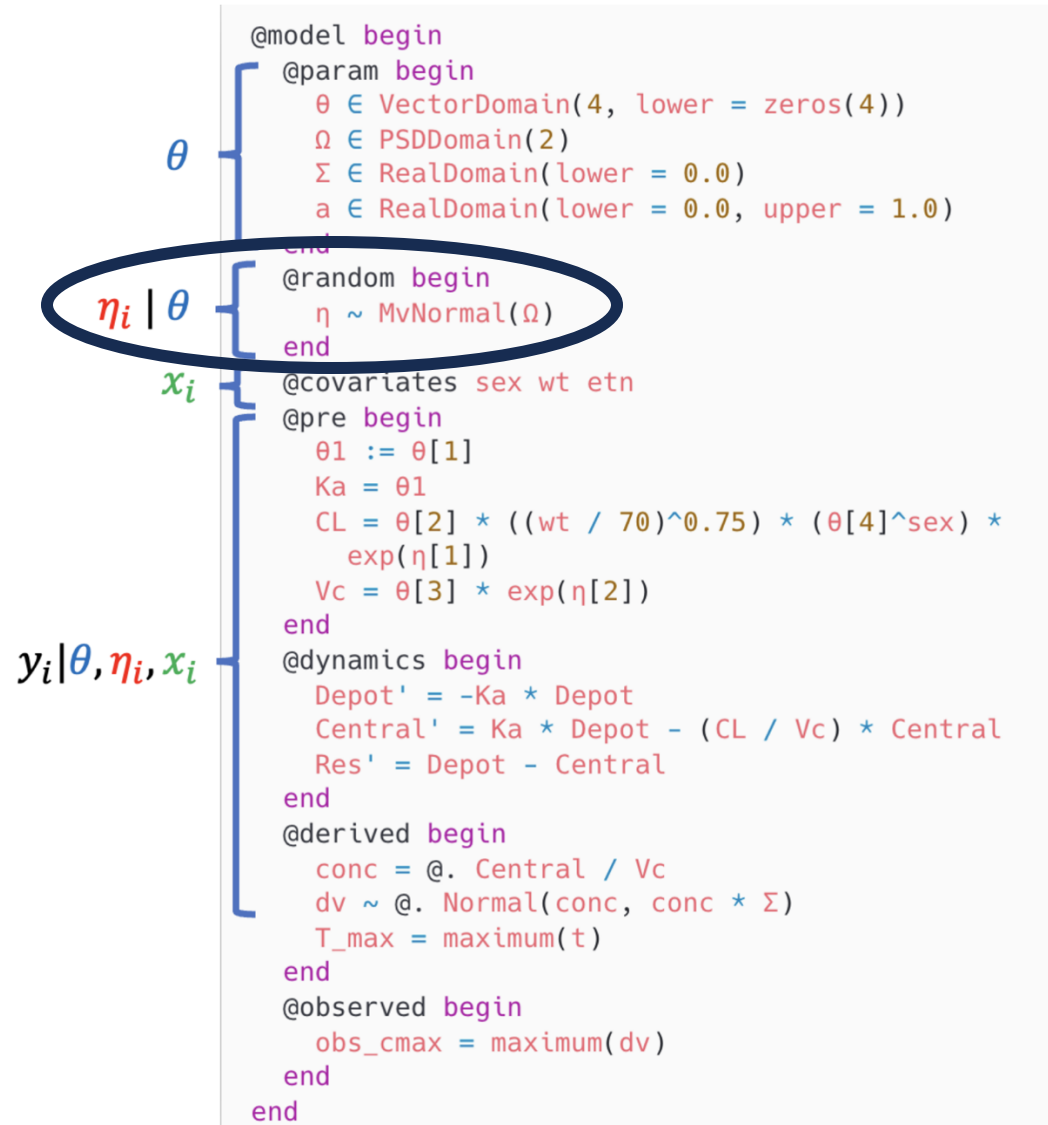 @model begin
@param begin
θ ∈ VectorDomain(4, lower = zeros(4))
Ω ∈ PSDDomain(2)
Σ ∈ RealDomain(lower = 0.0)
a ∈ RealDomain(lower = 0.0, upper = 1.0)
end
θ
@random begin
η ~ MvNormal(Ω)
end
ηᵢ | θ
@covariates sex wt etn
xᵢ
@pre begin
θ1 := θ[1]
Ka = θ1
CL = θ[2] * ((wt / 70)^0.75) * (θ[4]^sex) *
exp(η[1])
Vc = θ[3] * exp(η[2])
end
yᵢ|θ, ηᵢ, xᵢ
@dynamics begin
Depot' = -Ka * Depot
Central' = Ka * Depot - (CL / Vc) * Central
Res' = Depot - Central
end
@derived begin
conc = @. Central / Vc
dv ~ @. Normal(conc, conc * Σ)
T_max = maximum(t)
end
@observed begin
obs_cmax = maximum(dv)
end
end